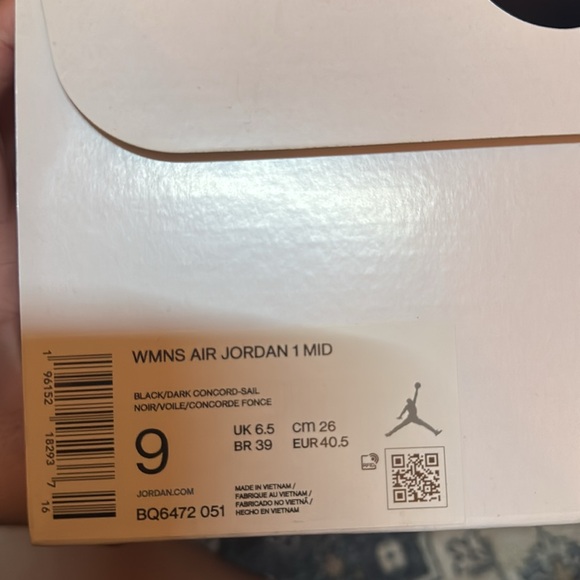 WMNS AIR JORDAN 1 MID
BLACK/DARK CONCORD-SAIL
NOIR/VOILE/CONCORDE FONCE
9
UK 6.5 cm 26
BR 39 EUR 40.5
JORDAN.COM
BQ6472 051
MADE IN VIETNAM /
FABRIQUE AU VIETNAM /
FABRICADO NO VIETNÃ /
HECHO EN VIETNAM
1 96152 18293 7 16